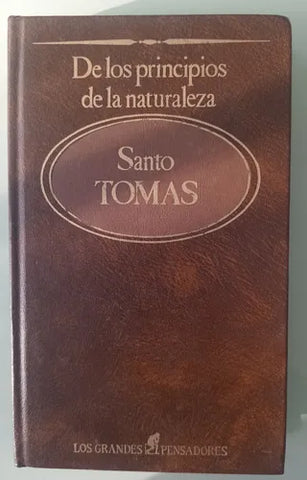 De los principios
de la naturaleza
Santo
TOMAS
LOS GRANDES PENSADORES